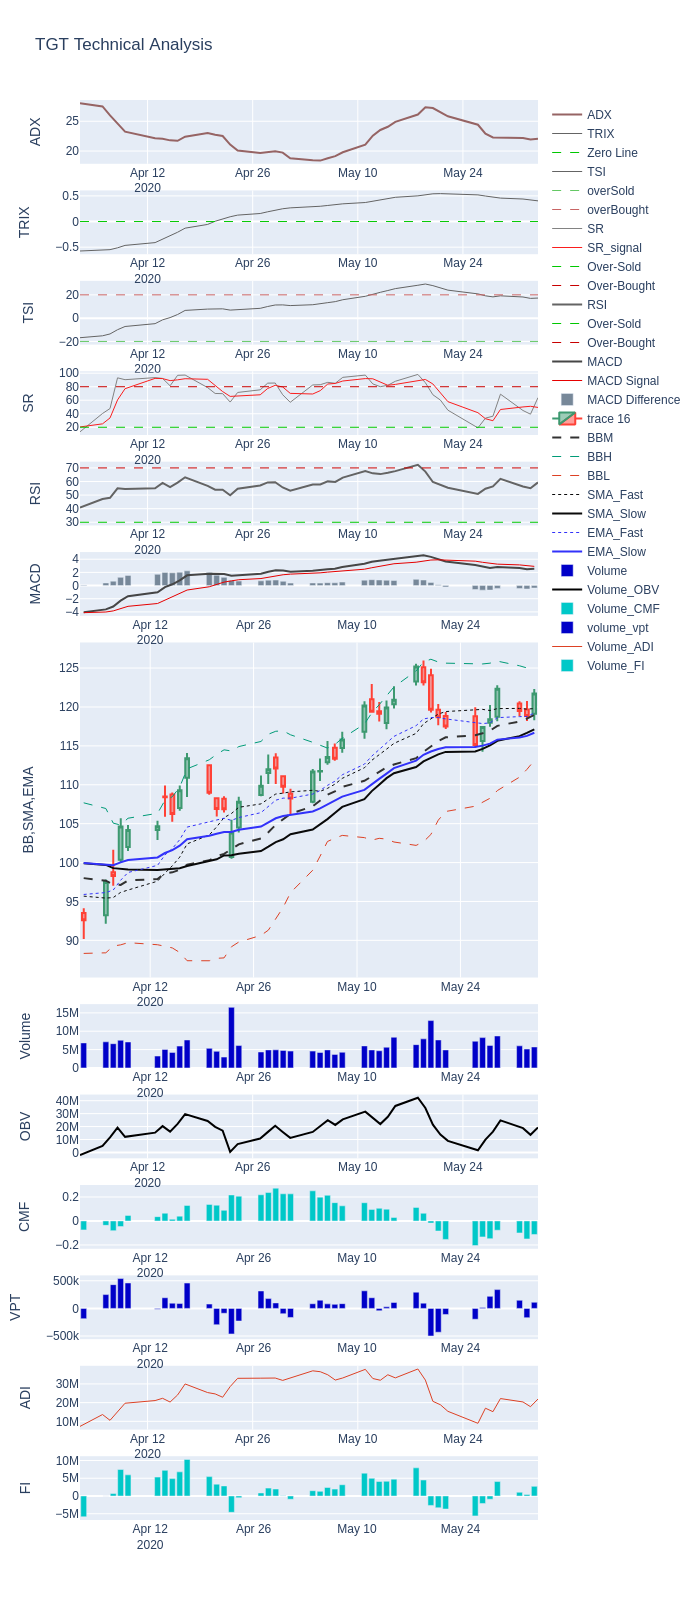 TGT Technical Analysis
ADX
25
20
Apr 12
2020
Apr 26
May 10
May 24
TRIX
0.5
0
−0.5
Apr 12
2020
Apr 26
May 10
May 24
TSI
20
0
−20
Apr 12
2020
Apr 26
May 10
May 24
SR
100
80
60
40
20
Apr 12
2020
Apr 26
May 10
May 24
RSI
70
60
50
40
30
Apr 12
2020
Apr 26
May 10
May 24
MACD
4
2
0
−2
−4
Apr 12
2020
Apr 26
May 10
May 24
BB,SMA,EMA
125
120
115
110
105
100
95
90
Apr 12
2020
Apr 26
May 10
May 24
Volume
15M
10M
5M
0
Apr 12
2020
Apr 26
May 10
May 24
OBV
40M
30M
20M
10M
0
Apr 12
2020
Apr 26
May 10
May 24
CMF
0.2
0
−0.2
Apr 12
2020
Apr 26
May 10
May 24
VPT
500k
0
−500k
Apr 12
2020
Apr 26
May 10
May 24
ADI
30M
20M
10M
Apr 12
2020
Apr 26
May 10
May 24
FI
10M
5M
0
−5M
Apr 12
2020
Apr 26
May 10
May 24
ADX
TRIX
Zero Line
TSI
overSold
overBought
SR
SR_signal
Over-Sold
Over-Bought
RSI
Over-Sold
Over-Bought
MACD
MACD Signal
MACD Difference
trace 16
BBM
BBH
BBL
SMA_Fast
SMA_Slow
EMA_Fast
EMA_Slow
Volume
Volume_OBV
Volume_CMF
volume_vpt
Volume_ADI
Volume_FI